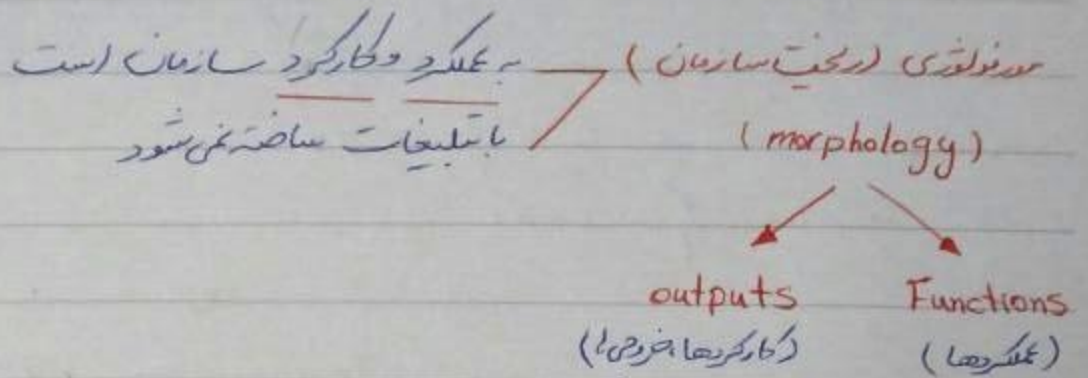 مورفولوژی (ریخت سازمان) به عملکرد و کارکرد سازمان است
(morphology) با تبلیغات ساخته نمی‌شود
outputs Functions
(کارکردها، خروجی‌ها) (عملکردها)